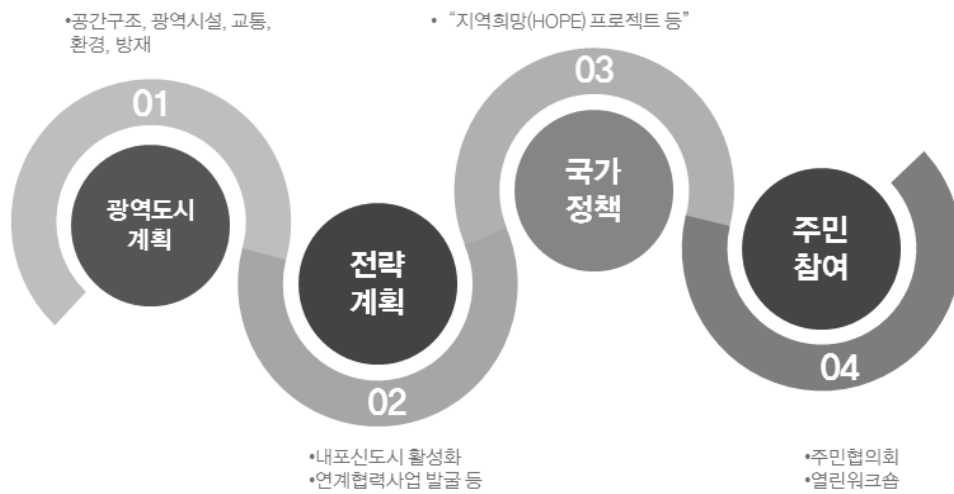 •공간구조, 광역시설, 교통,
환경, 방재
01
광역도시
계획
전략
계획
02
•내포신도시 활성화
•연계협력사업 발굴 등
• “지역희망(HOPE) 프로젝트 등”
03
국가
정책
주민
참여
04
•주민협의회
•열린워크숍